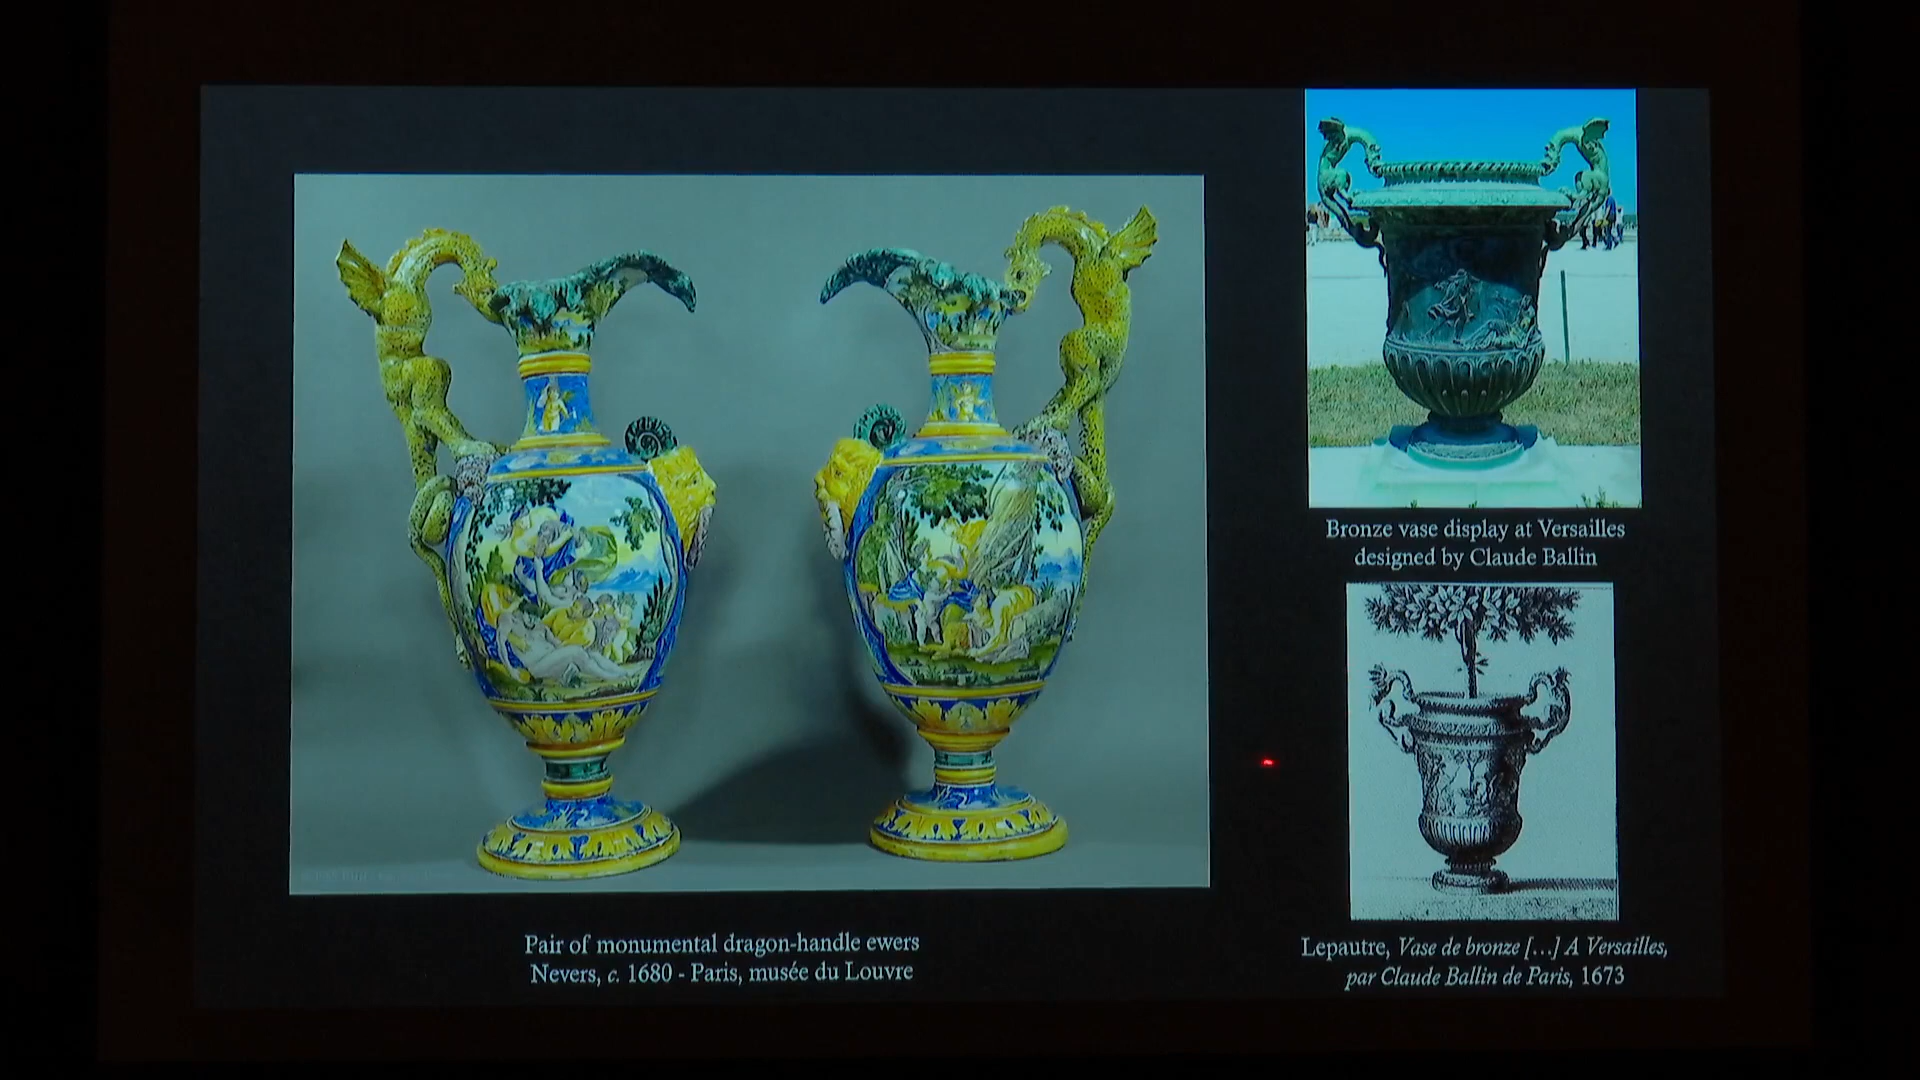 Pair of monumental dragon-handle ewers
Nevers, c. 1680 - Paris, musée du Louvre
Bronze vase display at Versailles
designed by Claude Ballin
Lepautre, Vase de bronze [...] A Versailles,
par Claude Ballin de Paris, 1673